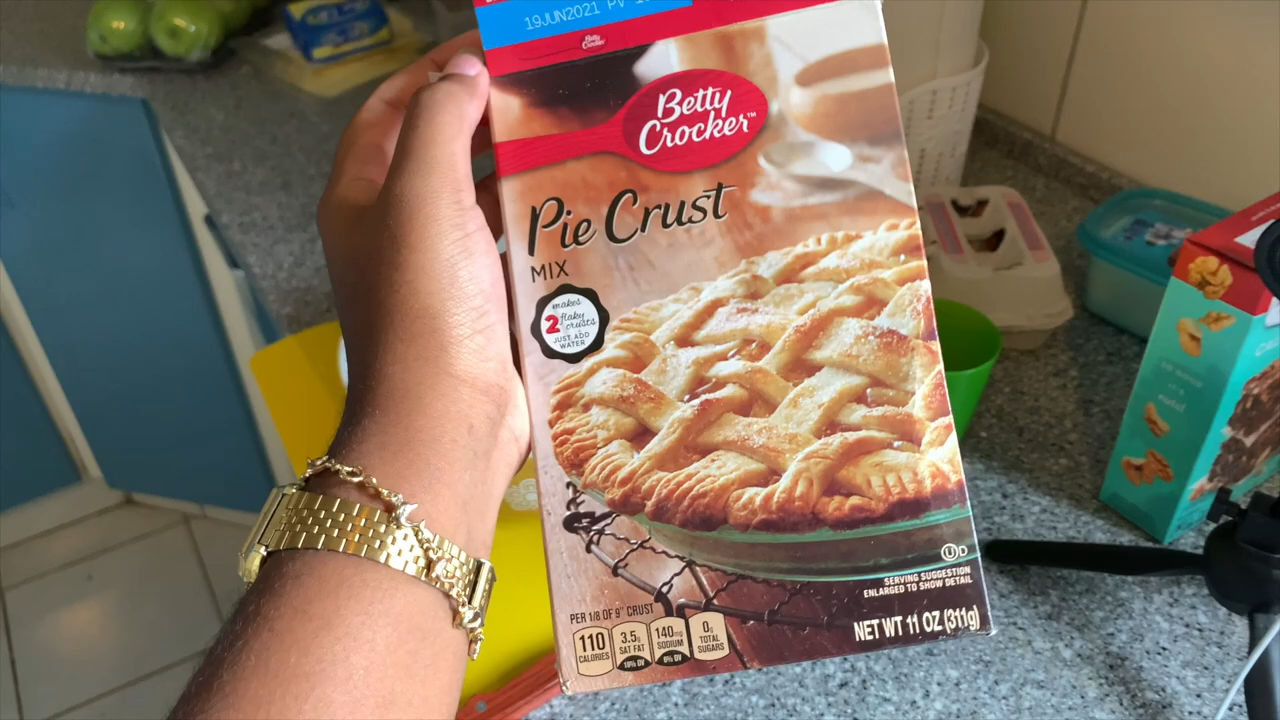 19JUN2021 PV
Betty
Crocker
Betty
Crocker™
Pie Crust
MIX
makes
2 flaky
crusts
JUST ADD
WATER
U D
SERVING SUGGESTION
ENLARGED TO SHOW DETAIL
NET WT 11 OZ (311g)
PER 1/8 OF 9" CRUST
110
CALORIES
3.5g
SAT FAT
18% DV
140mg
SODIUM
6% DV
0g
TOTAL
SUGARS